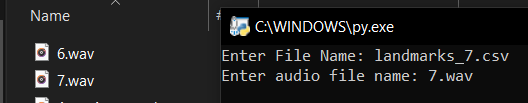 Name
#
6.wav
7.wav
C:\WINDOWS\py.exe
Enter File Name: landmarks_7.csv
Enter audio file name: 7.wav